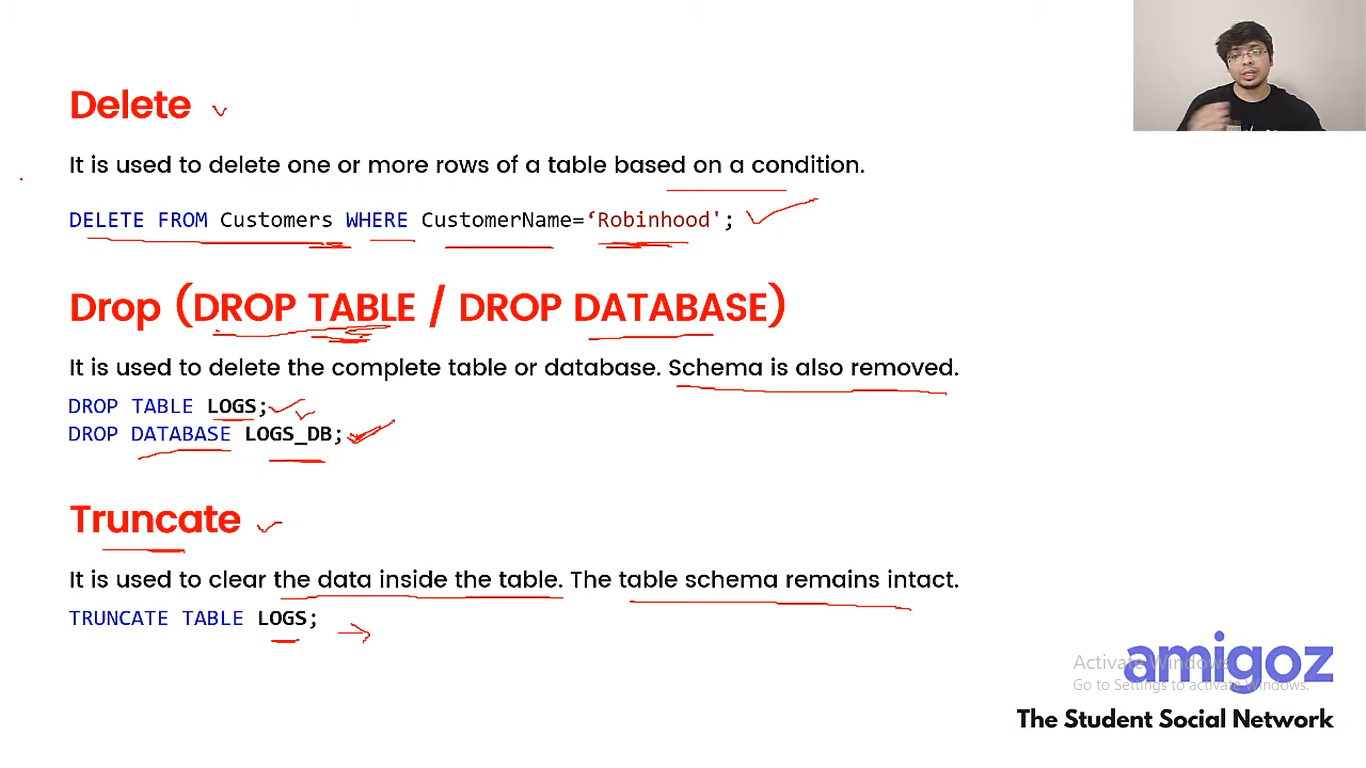 Delete
It is used to delete one or more rows of a table based on a condition.
DELETE FROM Customers WHERE CustomerName=‘Robinhood';
Drop (DROP TABLE / DROP DATABASE)
It is used to delete the complete table or database. Schema is also removed.
DROP TABLE LOGS;
DROP DATABASE LOGS_DB;
Truncate
It is used to clear the data inside the table. The table schema remains intact.
TRUNCATE TABLE LOGS;
amigoz
Activate Windows
Go to Settings to activate Windows.
The Student Social Network